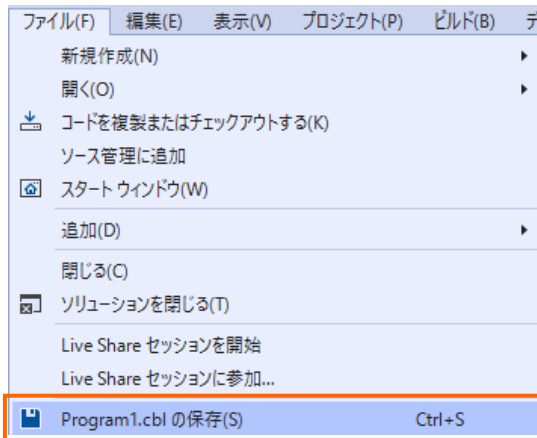 ファイル(F) 編集(E) 表示(V) プロジェクト(P) ビルド(B) デ
新規作成(N)
開く(O)
コードを複製またはチェックアウトする(K)
ソース管理に追加
スタート ウィンドウ(W)
追加(D)
閉じる(C)
ソリューションを閉じる(T)
Live Share セッションを開始
Live Share セッションに参加...
Program1.cbl の保存(S) Ctrl+S